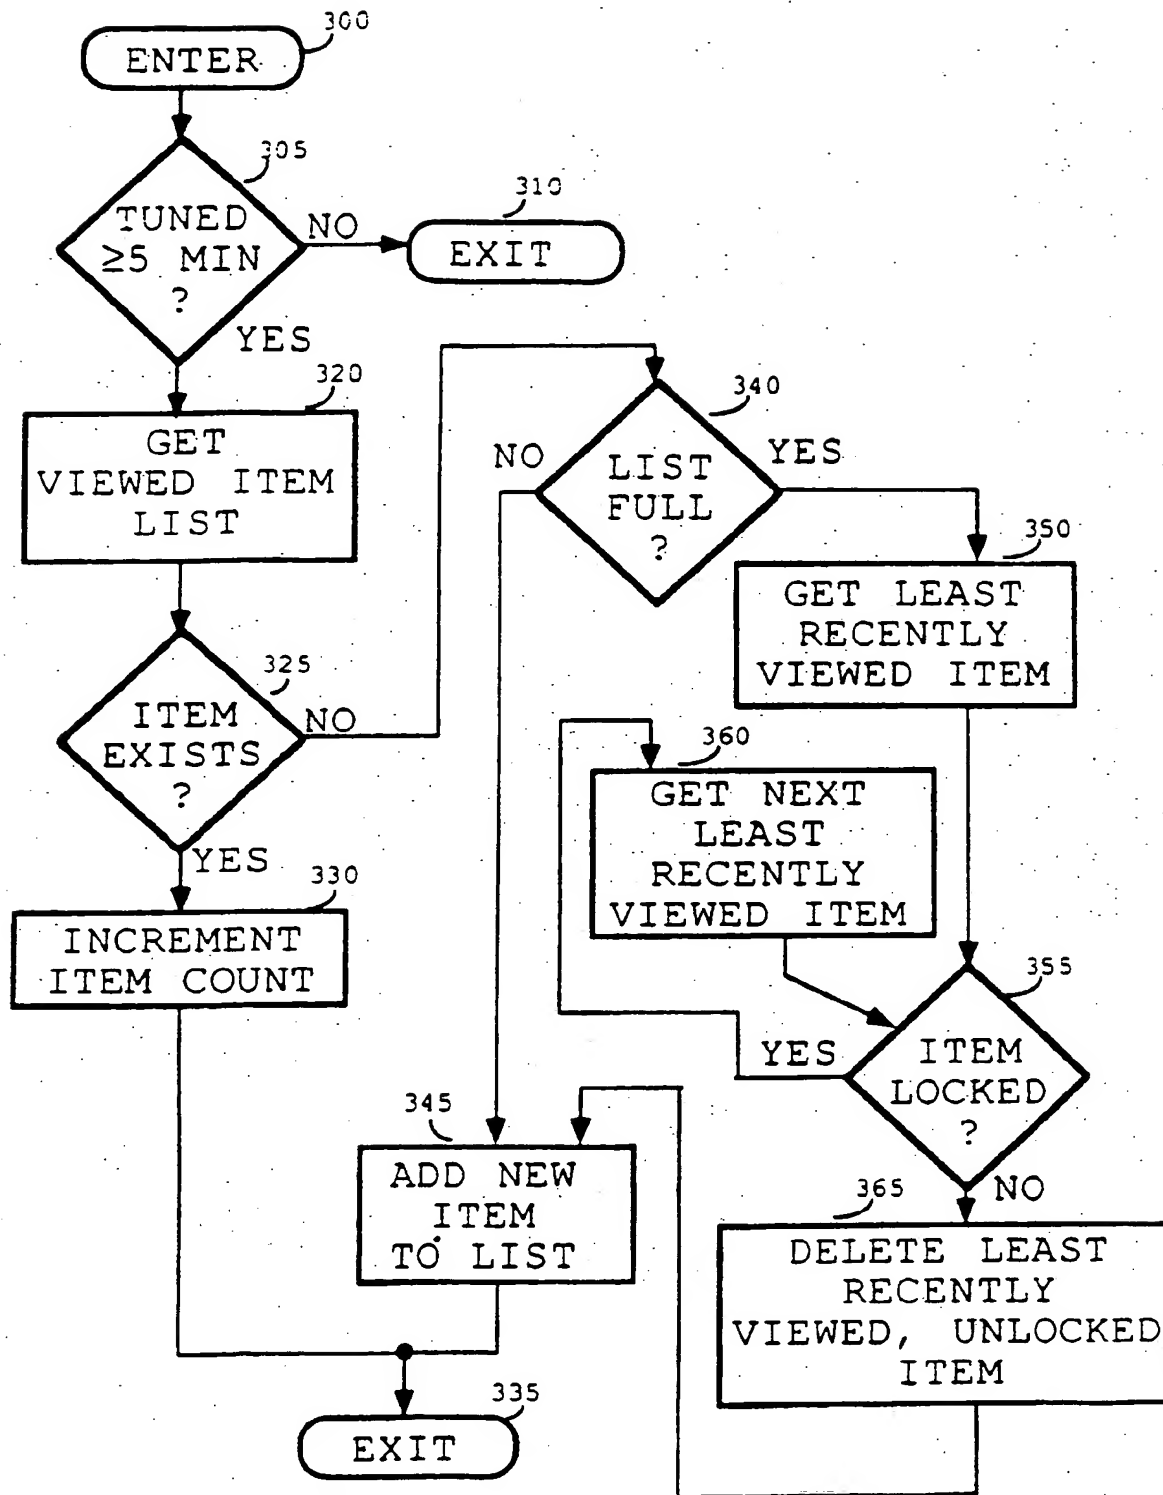 300
ENTER
305
TUNED
≥5 MIN
?
NO
310
EXIT
YES
320
GET
VIEWED ITEM
LIST
325
ITEM
EXISTS
?
NO
YES
330
INCREMENT
ITEM COUNT
340
LIST
FULL
?
NO
YES
350
GET LEAST
RECENTLY
VIEWED ITEM
360
GET NEXT
LEAST
RECENTLY
VIEWED ITEM
355
ITEM
LOCKED
?
YES
NO
345
ADD NEW
ITEM
TO LIST
365
DELETE LEAST
RECENTLY
VIEWED, UNLOCKED
ITEM
335
EXIT